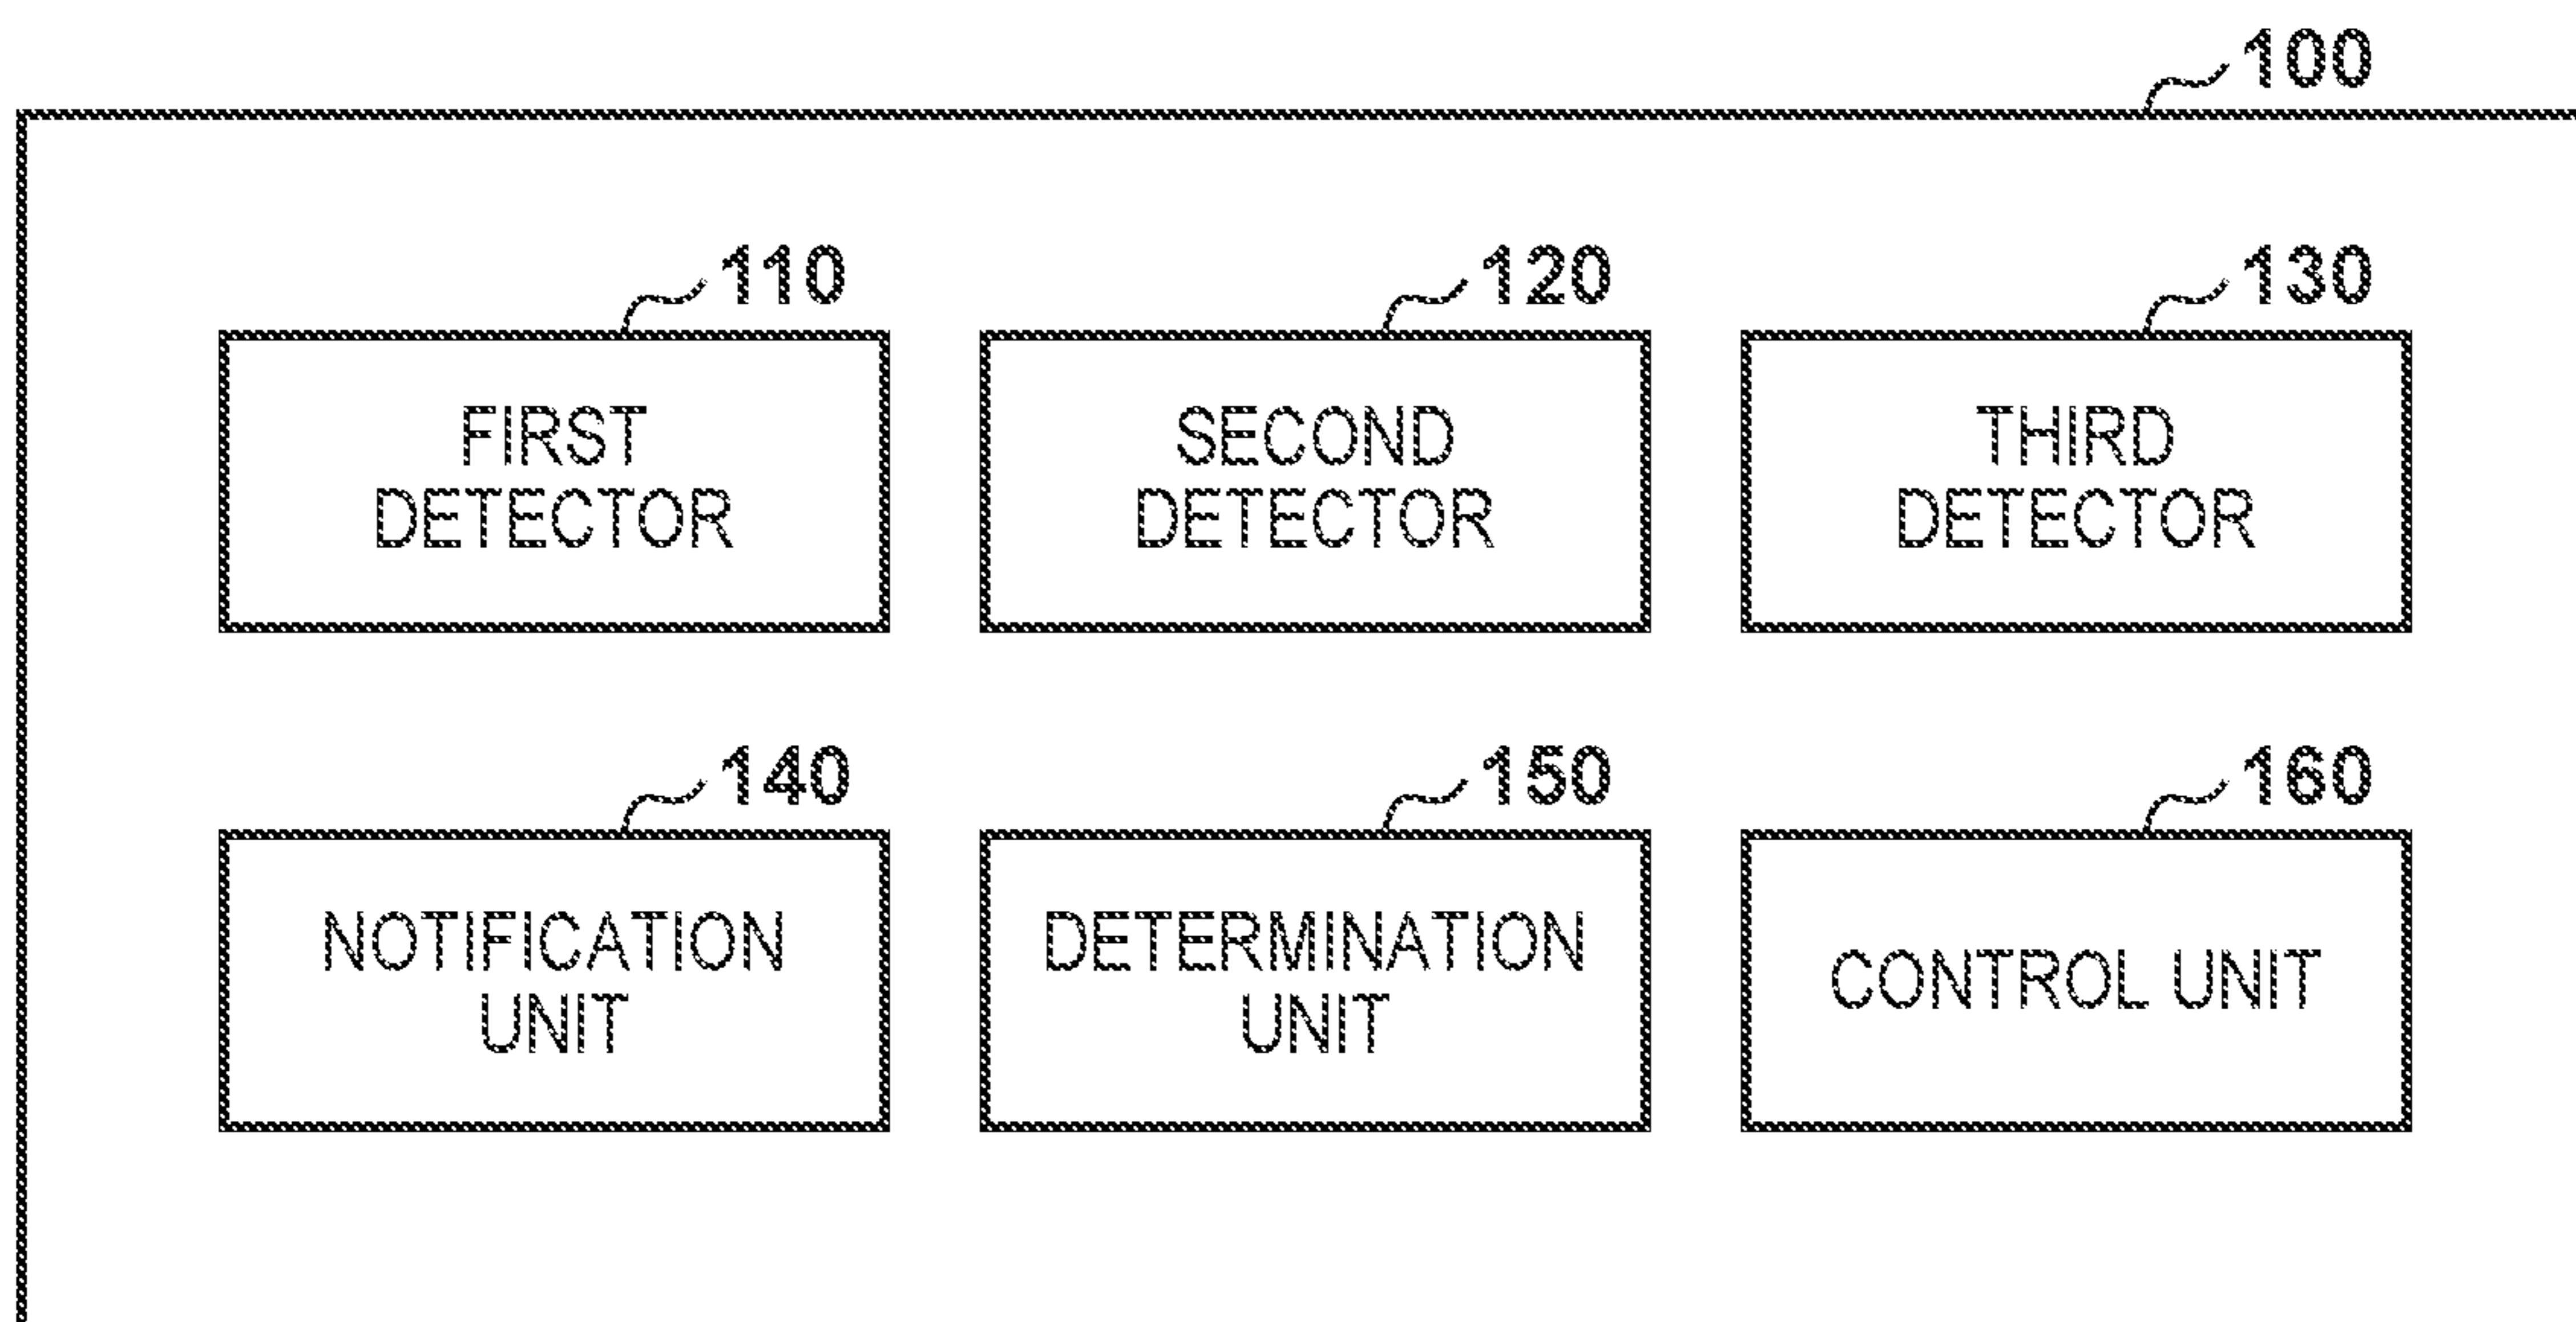 100
110
120
130
FIRST
DETECTOR
SECOND
DETECTOR
THIRD
DETECTOR
140
150
160
NOTIFICATION
UNIT
DETERMINATION
UNIT
CONTROL UNIT